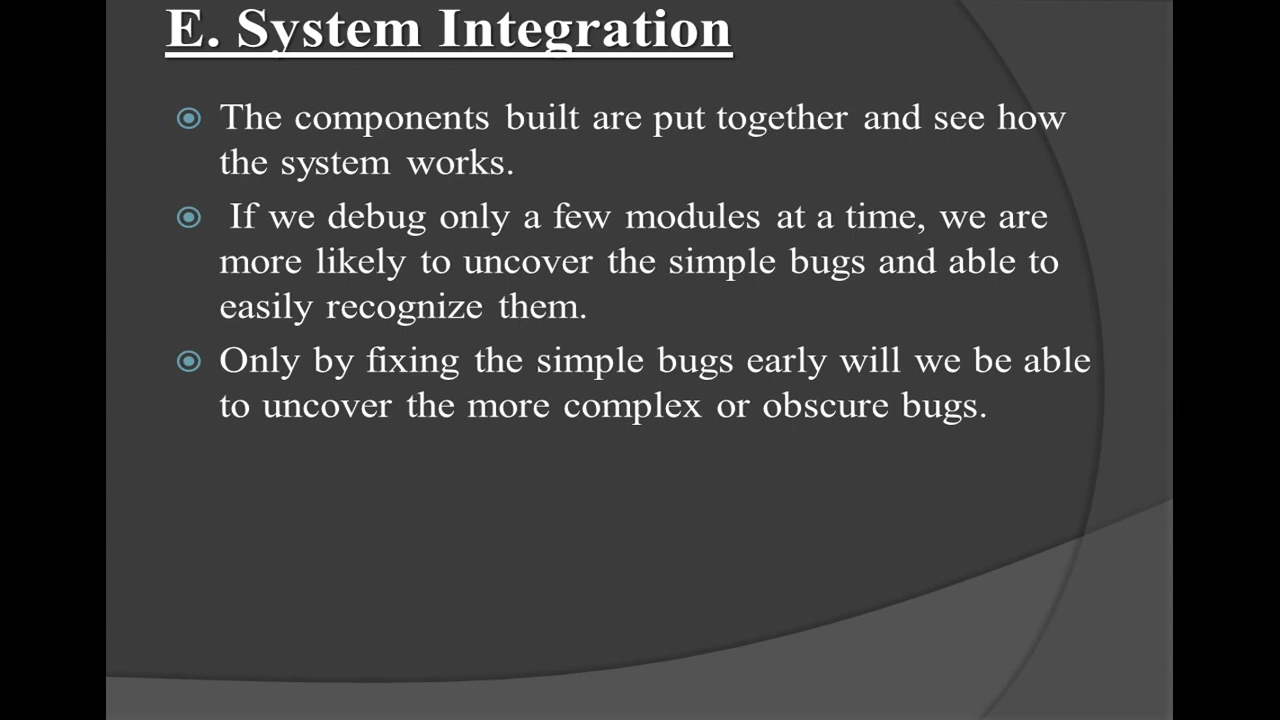 E. System Integration
The components built are put together and see how
the system works.
If we debug only a few modules at a time, we are
more likely to uncover the simple bugs and able to
easily recognize them.
Only by fixing the simple bugs early will we be able
to uncover the more complex or obscure bugs.